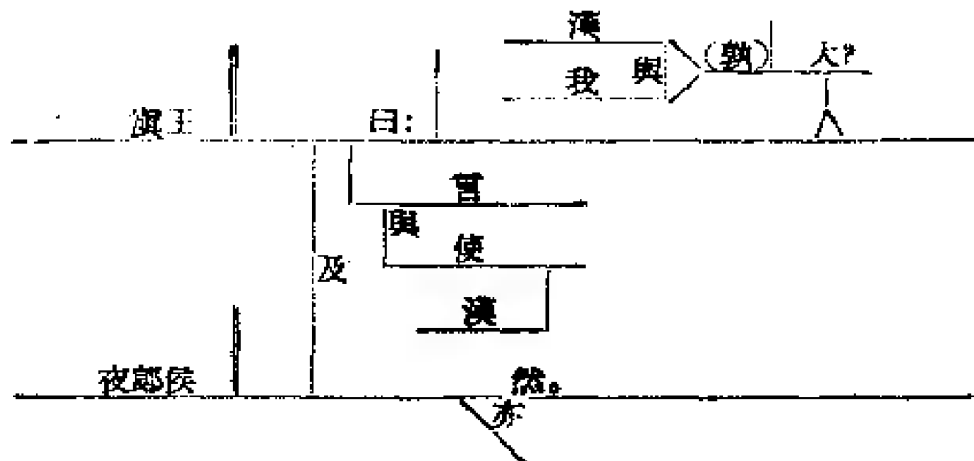 漢
我 與 (孰) 大?
滇王 曰:
言
與
使
及
漢
夜郎侯 然。
亦